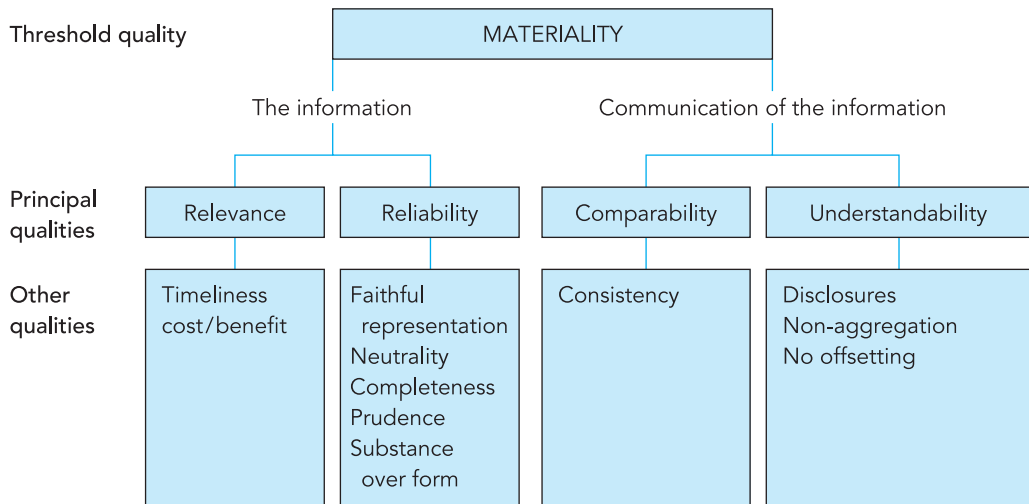 Threshold quality
MATERIALITY
The information
Communication of the information
Principal
qualities
Relevance
Reliability
Comparability
Understandability
Other
qualities
Timeliness
cost/benefit
Faithful
representation
Neutrality
Completeness
Prudence
Substance
over form
Consistency
Disclosures
Non-aggregation
No offsetting